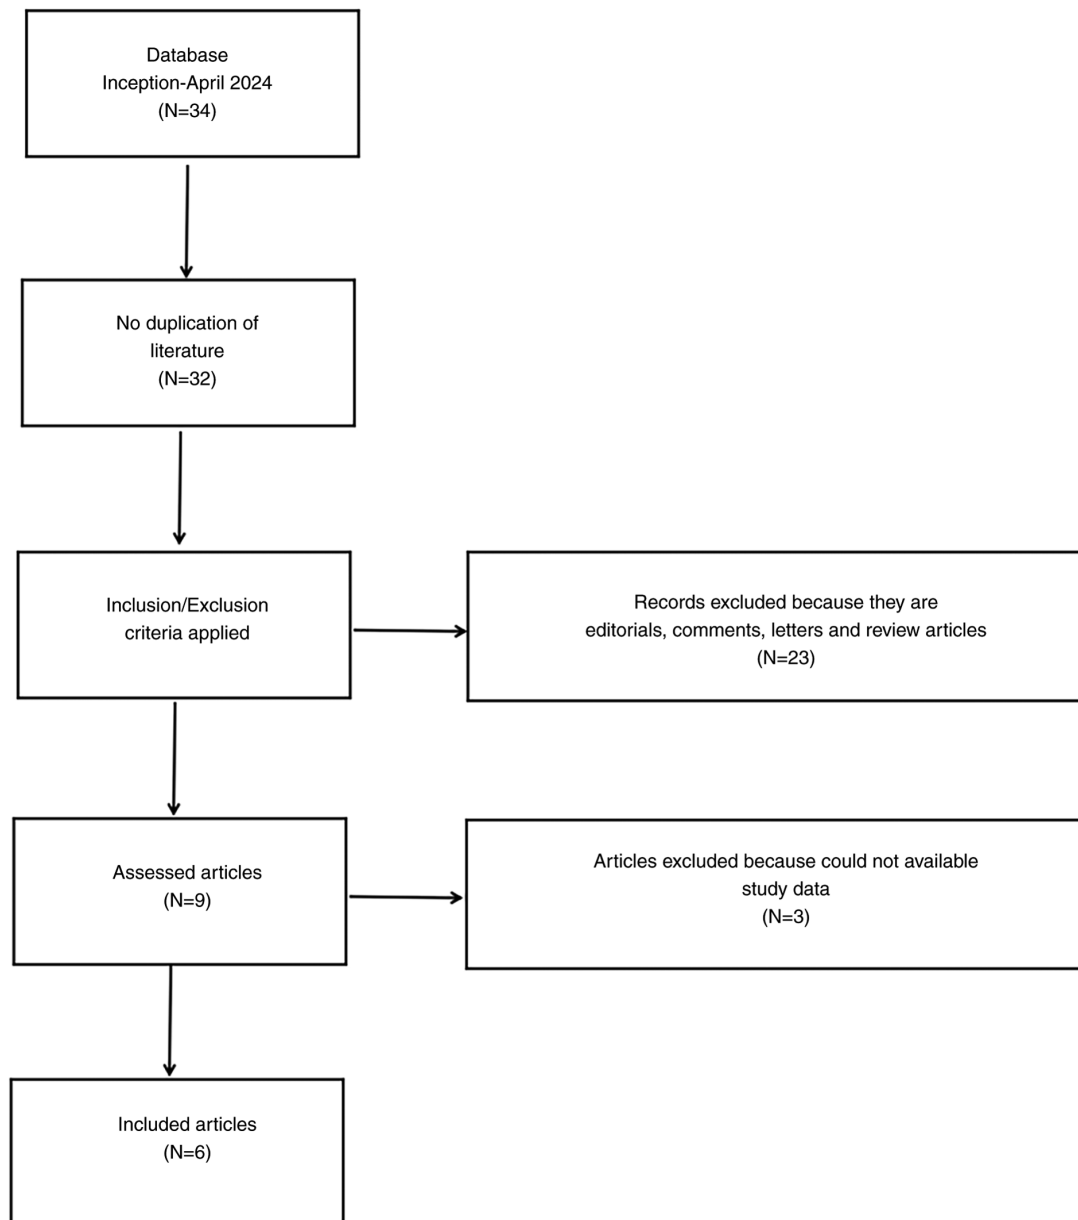 Database
Inception-April 2024
(N=34)
No duplication of
literature
(N=32)
Inclusion/Exclusion
criteria applied
Records excluded because they are
editorials, comments, letters and review articles
(N=23)
Assessed articles
(N=9)
Articles excluded because could not available
study data
(N=3)
Included articles
(N=6)